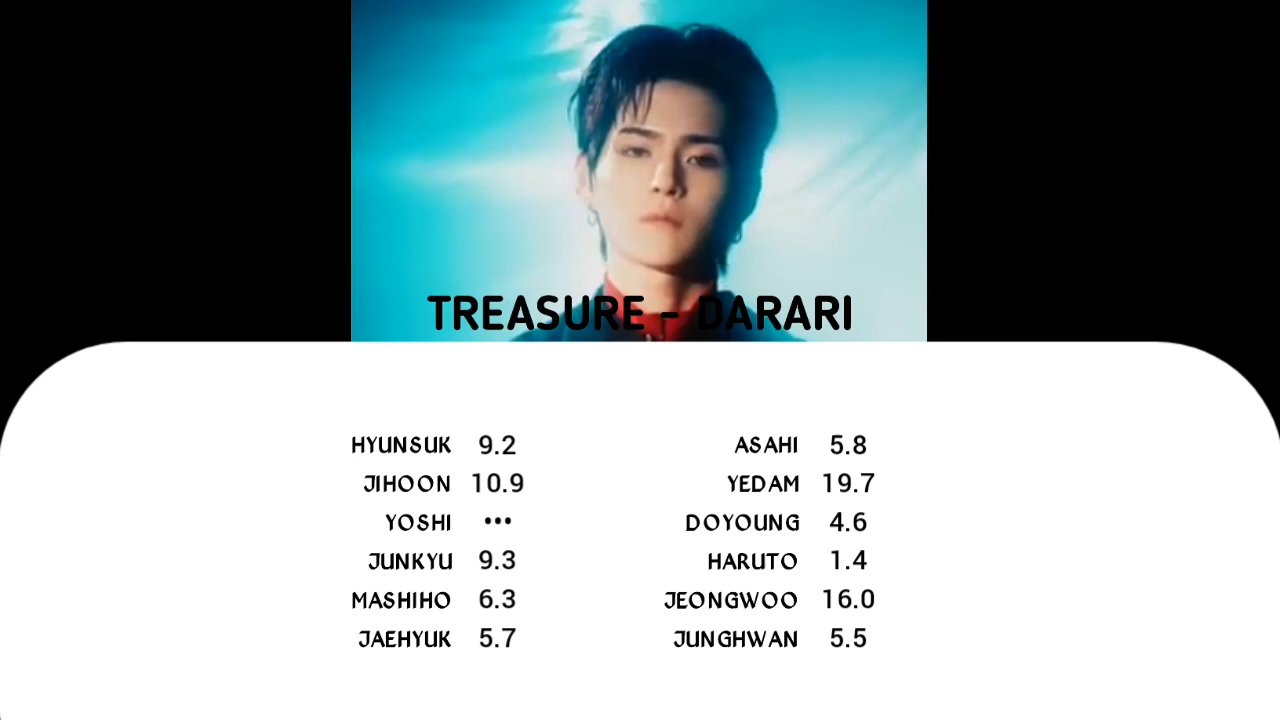 TREASURE - DARARI
HYUNSUK 9.2 ASAHI 5.8
JIHOON 10.9 YEDAM 19.7
YOSHI ••• DOYOUNG 4.6
JUNKYU 9.3 HARUTO 1.4
MASHIHO 6.3 JEONGWOO 16.0
JAEHYUK 5.7 JUNGHWAN 5.5